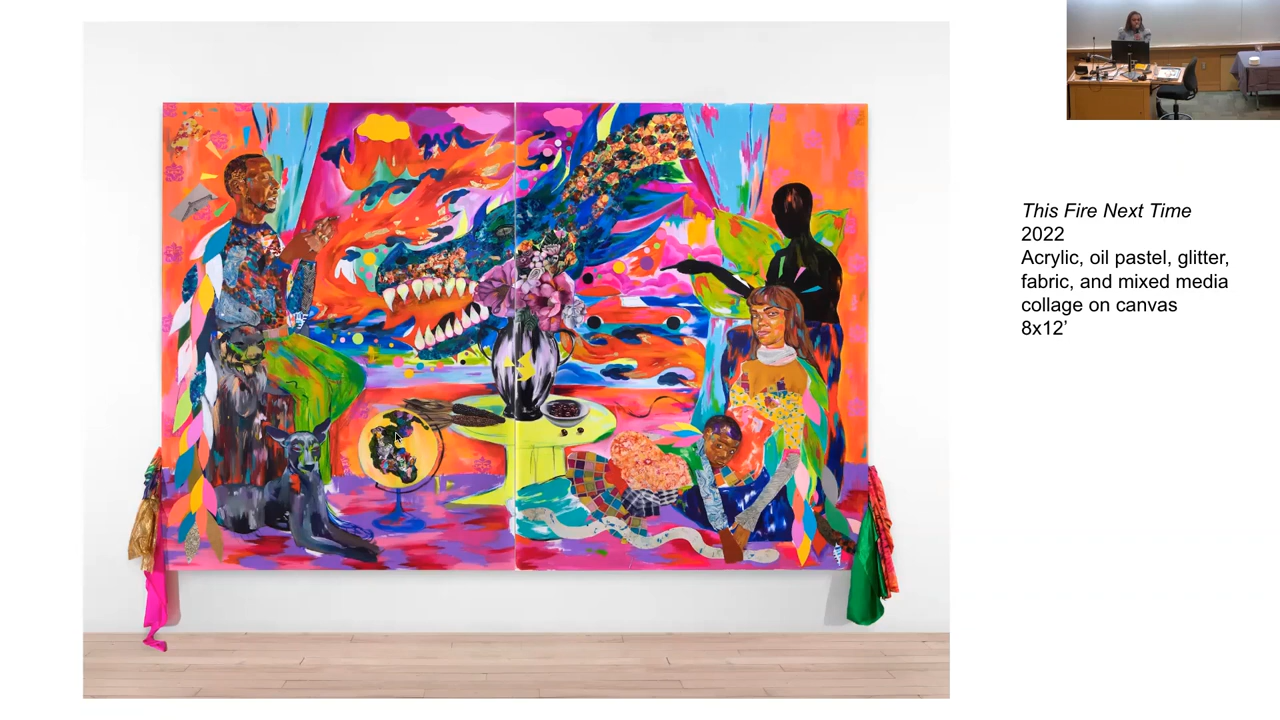 This Fire Next Time
2022
Acrylic, oil pastel, glitter,
fabric, and mixed media
collage on canvas
8x12’